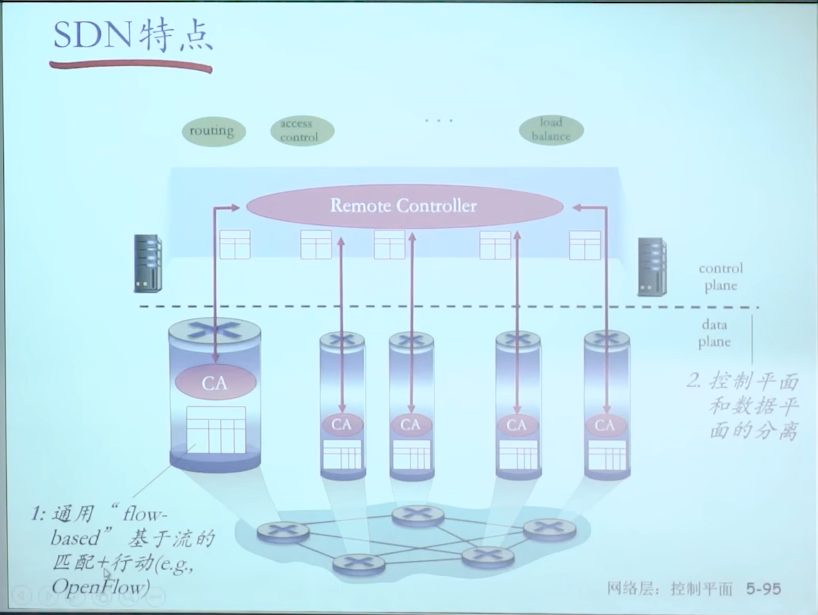 SDN特点
routing
access
control
. . .
load
balance
Remote Controller
control
plane
data
plane
CA
CA
CA
CA
CA
2. 控制平面
和数据平
面的分离
1: 通用“ flow-
based” 基于流的
匹配+行动(e.g.,
OpenFlow)
网络层：控制平面 5-95